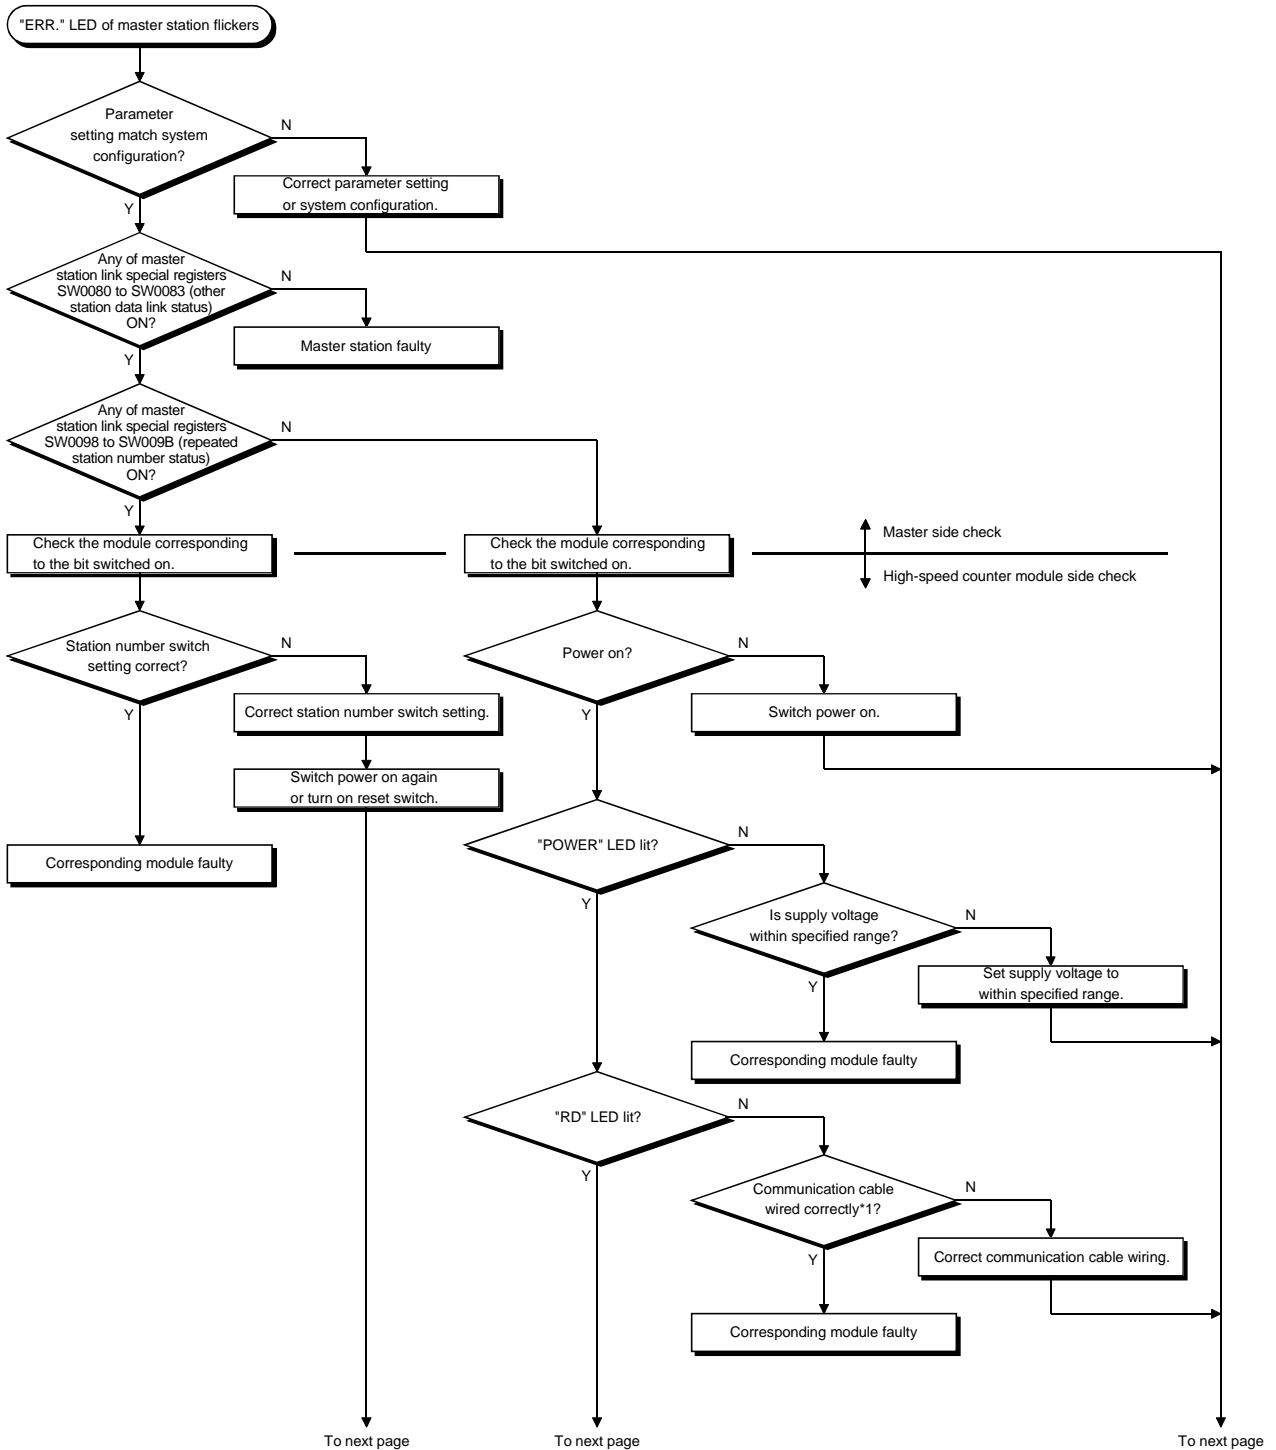 "ERR." LED of master station flickers
Parameter
setting match system
configuration?
N
Y
Correct parameter setting
or system configuration.
Any of master
station link special registers
SW0080 to SW0083 (other
station data link status)
ON?
N
Y
Master station faulty
Any of master
station link special registers
SW0098 to SW009B (repeated
station number status)
ON?
N
Y
Check the module corresponding
to the bit switched on.
Check the module corresponding
to the bit switched on.
Master side check
High-speed counter module side check
Station number switch
setting correct?
N
Y
Correct station number switch setting.
Switch power on again
or turn on reset switch.
Corresponding module faulty
Power on?
N
Y
Switch power on.
"POWER" LED lit?
N
Y
Is supply voltage
within specified range?
N
Y
Set supply voltage to
within specified range.
Corresponding module faulty
"RD" LED lit?
N
Y
Communication cable
wired correctly*1?
N
Y
Correct communication cable wiring.
Corresponding module faulty
To next page
To next page
To next page